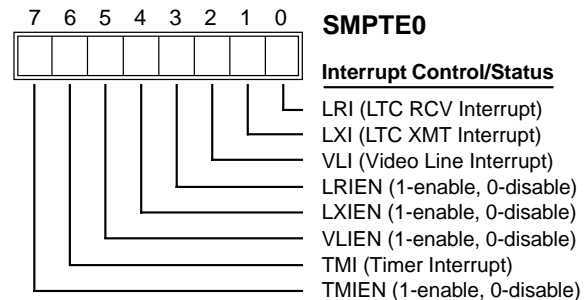 7 6 5 4 3 2 1 0
SMPTE0
Interrupt Control/Status
LRI (LTC RCV Interrupt)
LXI (LTC XMT Interrupt)
VLI (Video Line Interrupt)
LRIEN (1-enable, 0-disable)
LXIEN (1-enable, 0-disable)
VLIEN (1-enable, 0-disable)
TMI (Timer Interrupt)
TMIEN (1-enable, 0-disable)